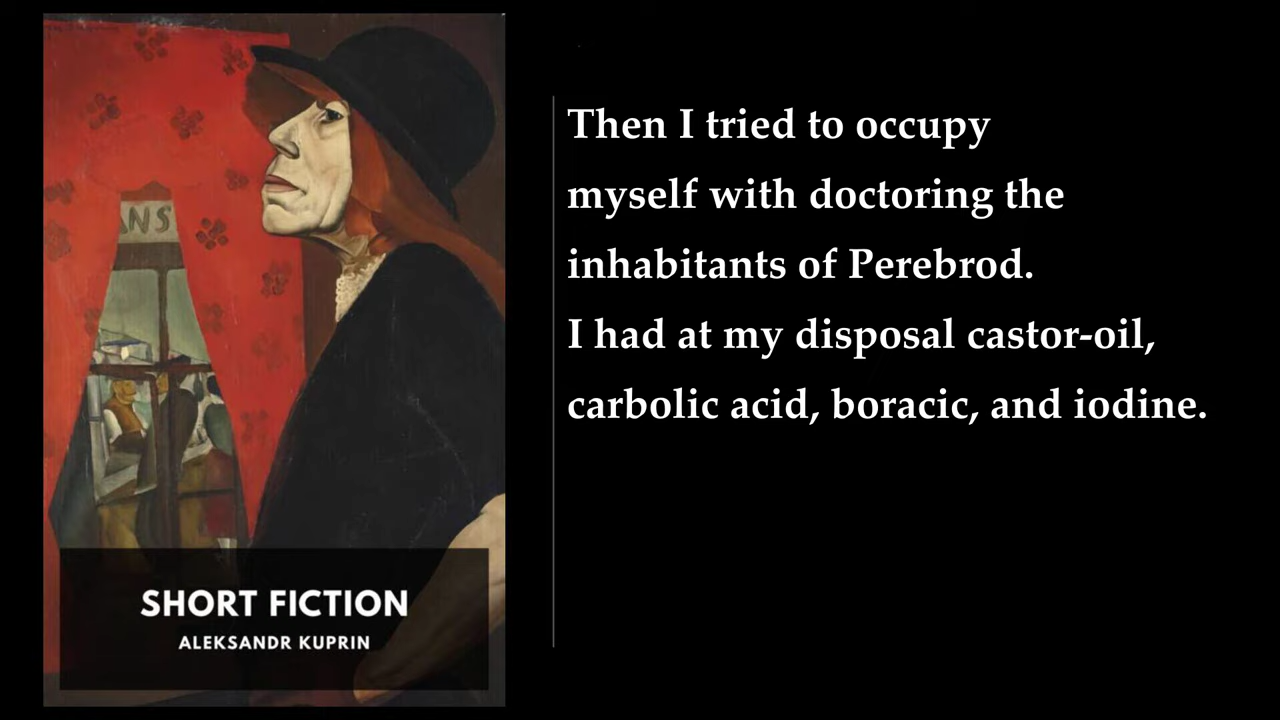 ANS
SHORT FICTION
ALEKSANDR KUPRIN
Then I tried to occupy
myself with doctoring the
inhabitants of Perebrod.
I had at my disposal castor-oil,
carbolic acid, boracic, and iodine.